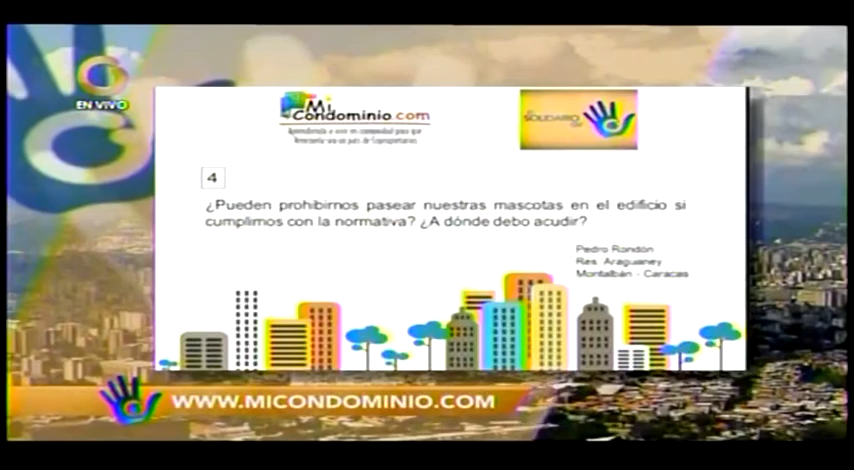 EN VIVO
Mi
Condominio.com
Aprendiendo a vivir en comunidad para que
Venezuela sea un país de Copropietarios
SOLIDARIO
4
¿Pueden prohibirnos pasear nuestras mascotas en el edificio si
cumplimos con la normativa? ¿A dónde debo acudir?
Pedro Rondón
Res. Araguaney
Montalbán - Caracas
WWW.MICONDOMINIO.COM